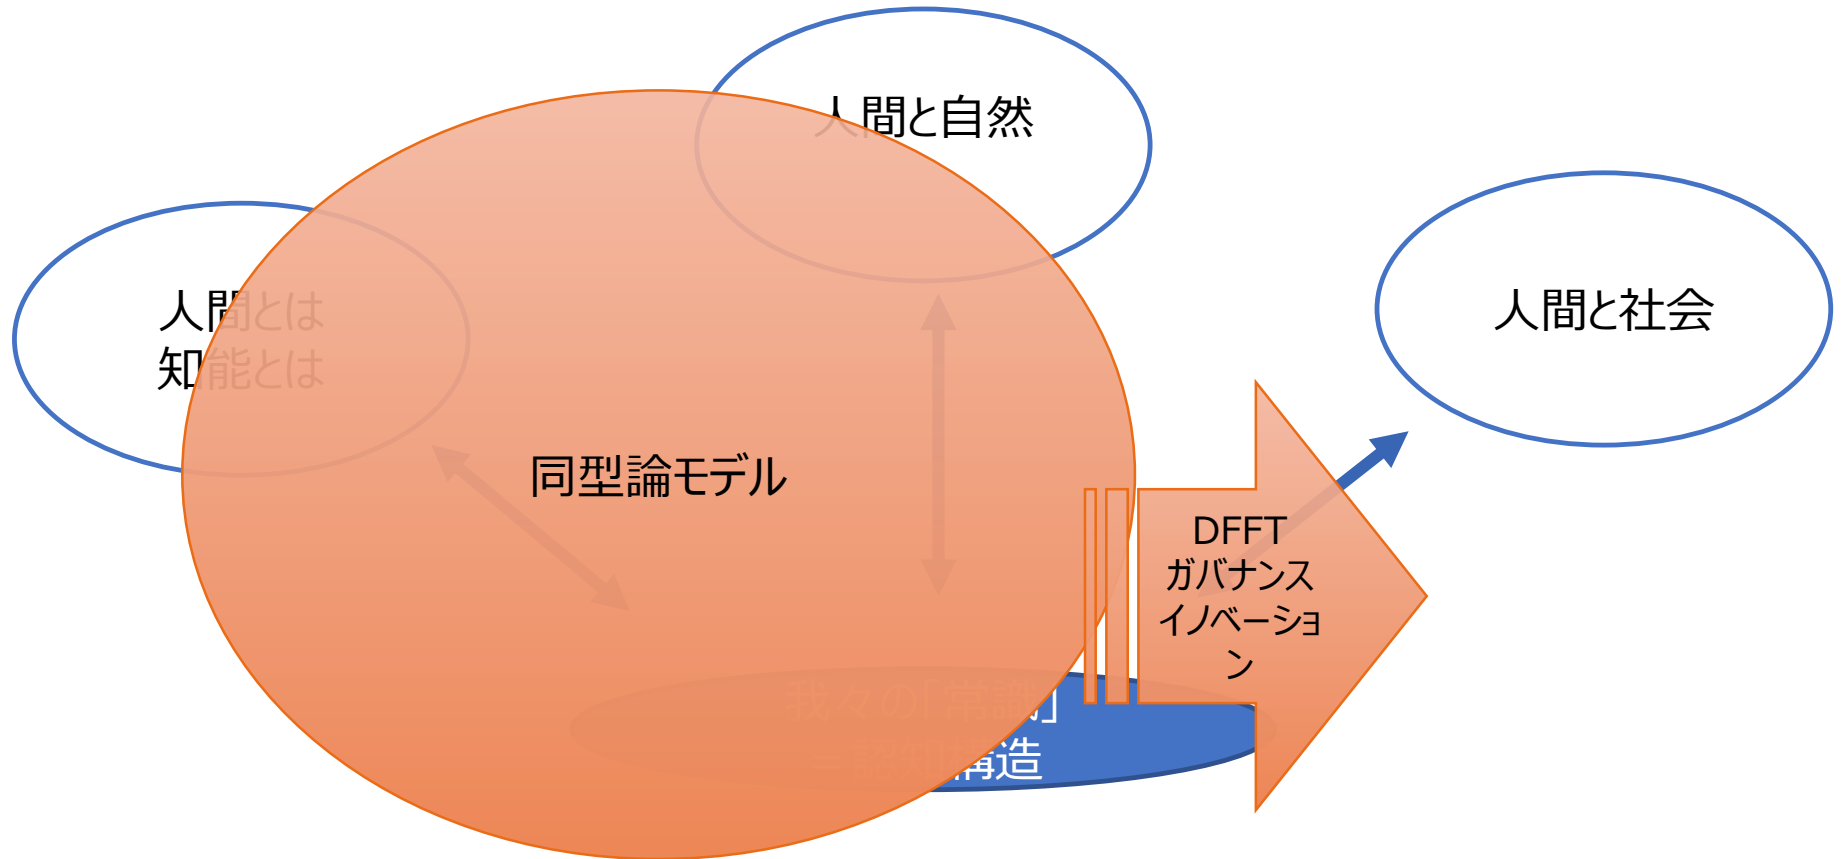 人間と自然
人間とは
知能とは
人間と社会
同型論モデル
DFFT
ガバナンス
イノベーショ
ン
我々の「常識」
＝認知構造